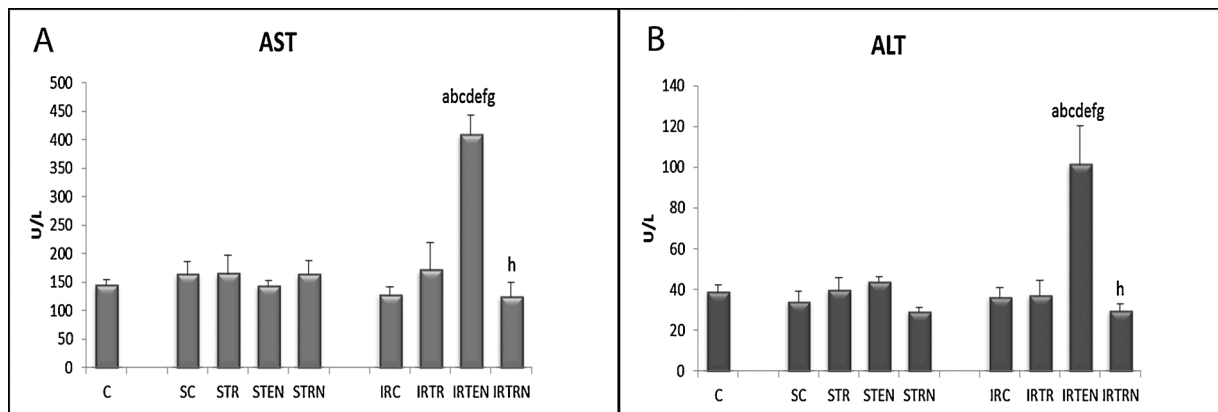 A
AST
500
450
400
350
300
250
200
150
100
50
0
U/L
abcdefg
h
C SC STR STEN STRN IRC IRTR IRTEN IRTRN
B
ALT
140
120
100
80
60
40
20
0
U/L
abcdefg
h
C SC STR STEN STRN IRC IRTR IRTEN IRTRN